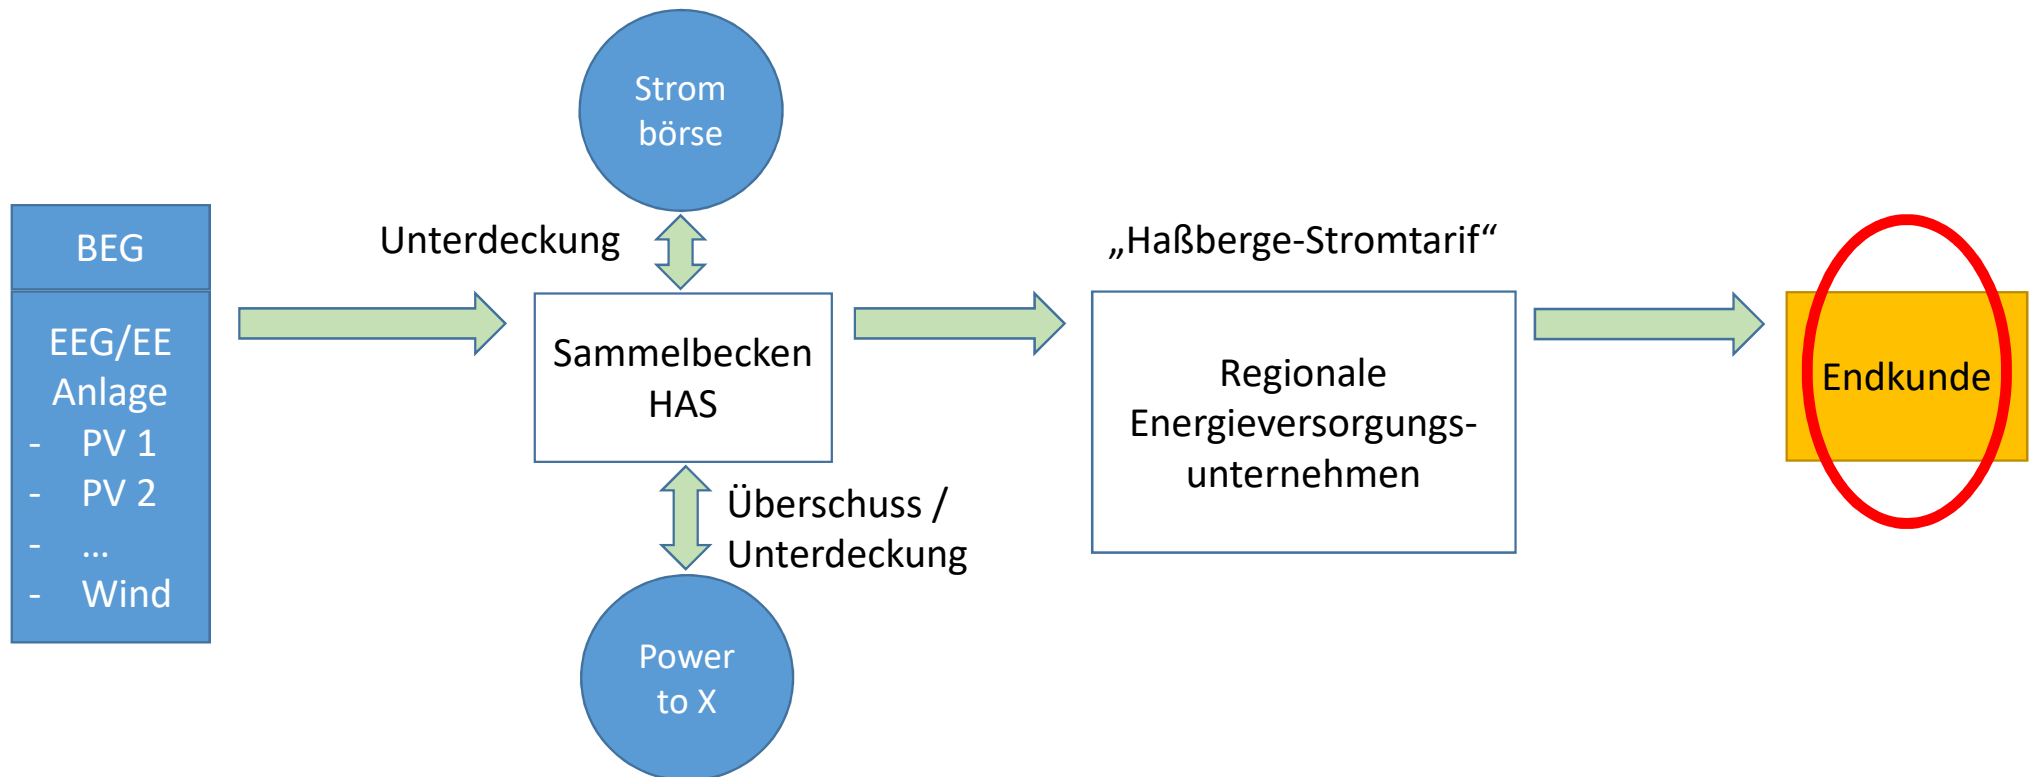 Strom
börse
BEG
Unterdeckung
„Haßberge-Stromtarif“
EEG/EE
Anlage
- PV 1
- PV 2
- ...
- Wind
Sammelbecken
HAS
Regionale
Energieversorgungs-
unternehmen
Endkunde
Überschuss /
Unterdeckung
Power
to X